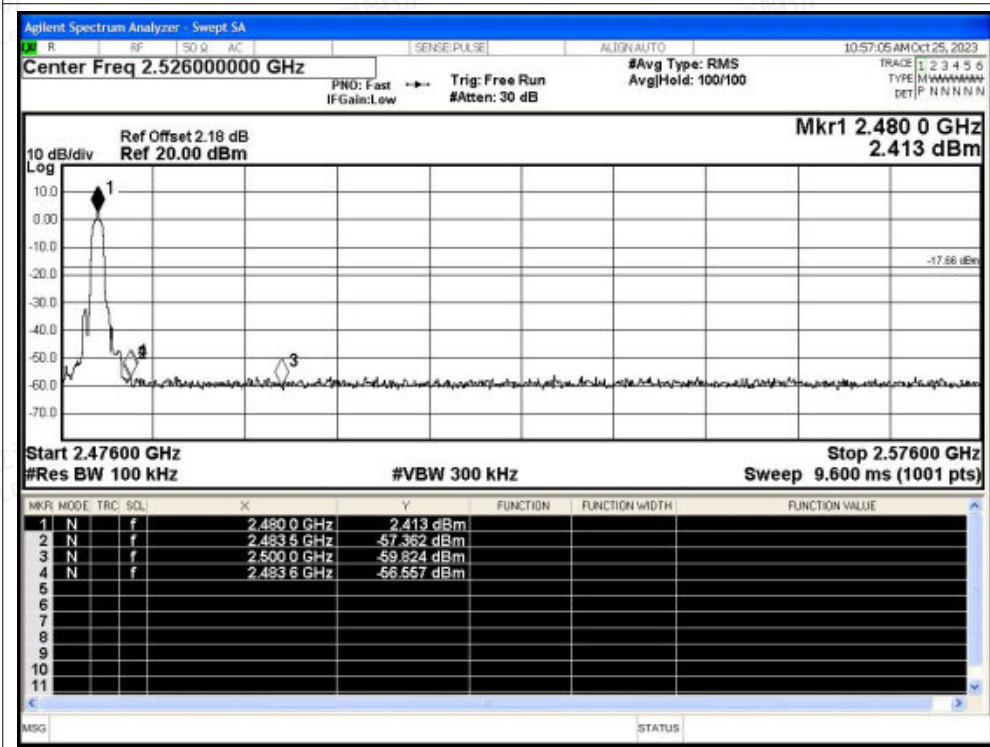 Agilent Spectrum Analyzer - Swept SA
R RF 50 Ω AC SENSE:PULSE ALIGNAUTO 10:57:05 AM Oct 25, 2023
Center Freq 2.526000000 GHz #Avg Type: RMS TRACE 1 2 3 4 5 6
PNO: Fast Trig: Free Run Avg|Hold: 100/100 TYPE M
IFGain:Low #Atten: 30 dB DET P N N N N N
Mkr1 2.480 0 GHz
Ref Offset 2.18 dB
10 dB/div Ref 20.00 dBm 2.413 dBm
Log
10.0
1
0.00
-10.0
-17.66 dBm
-20.0
-30.0
-40.0
-50.0
3
-60.0
-70.0
Start 2.47600 GHz Stop 2.57600 GHz
#Res BW 100 kHz #VBW 300 kHz Sweep 9.600 ms (1001 pts)
MKR MODE TRC SCL X Y FUNCTION FUNCTION WIDTH FUNCTION VALUE
1 N f 2.480 0 GHz 2.413 dBm
2 N f 2.483 5 GHz -57.362 dBm
3 N f 2.500 0 GHz -59.824 dBm
4 N f 2.483 6 GHz -56.557 dBm
5
6
7
8
9
10
11
MSG STATUS